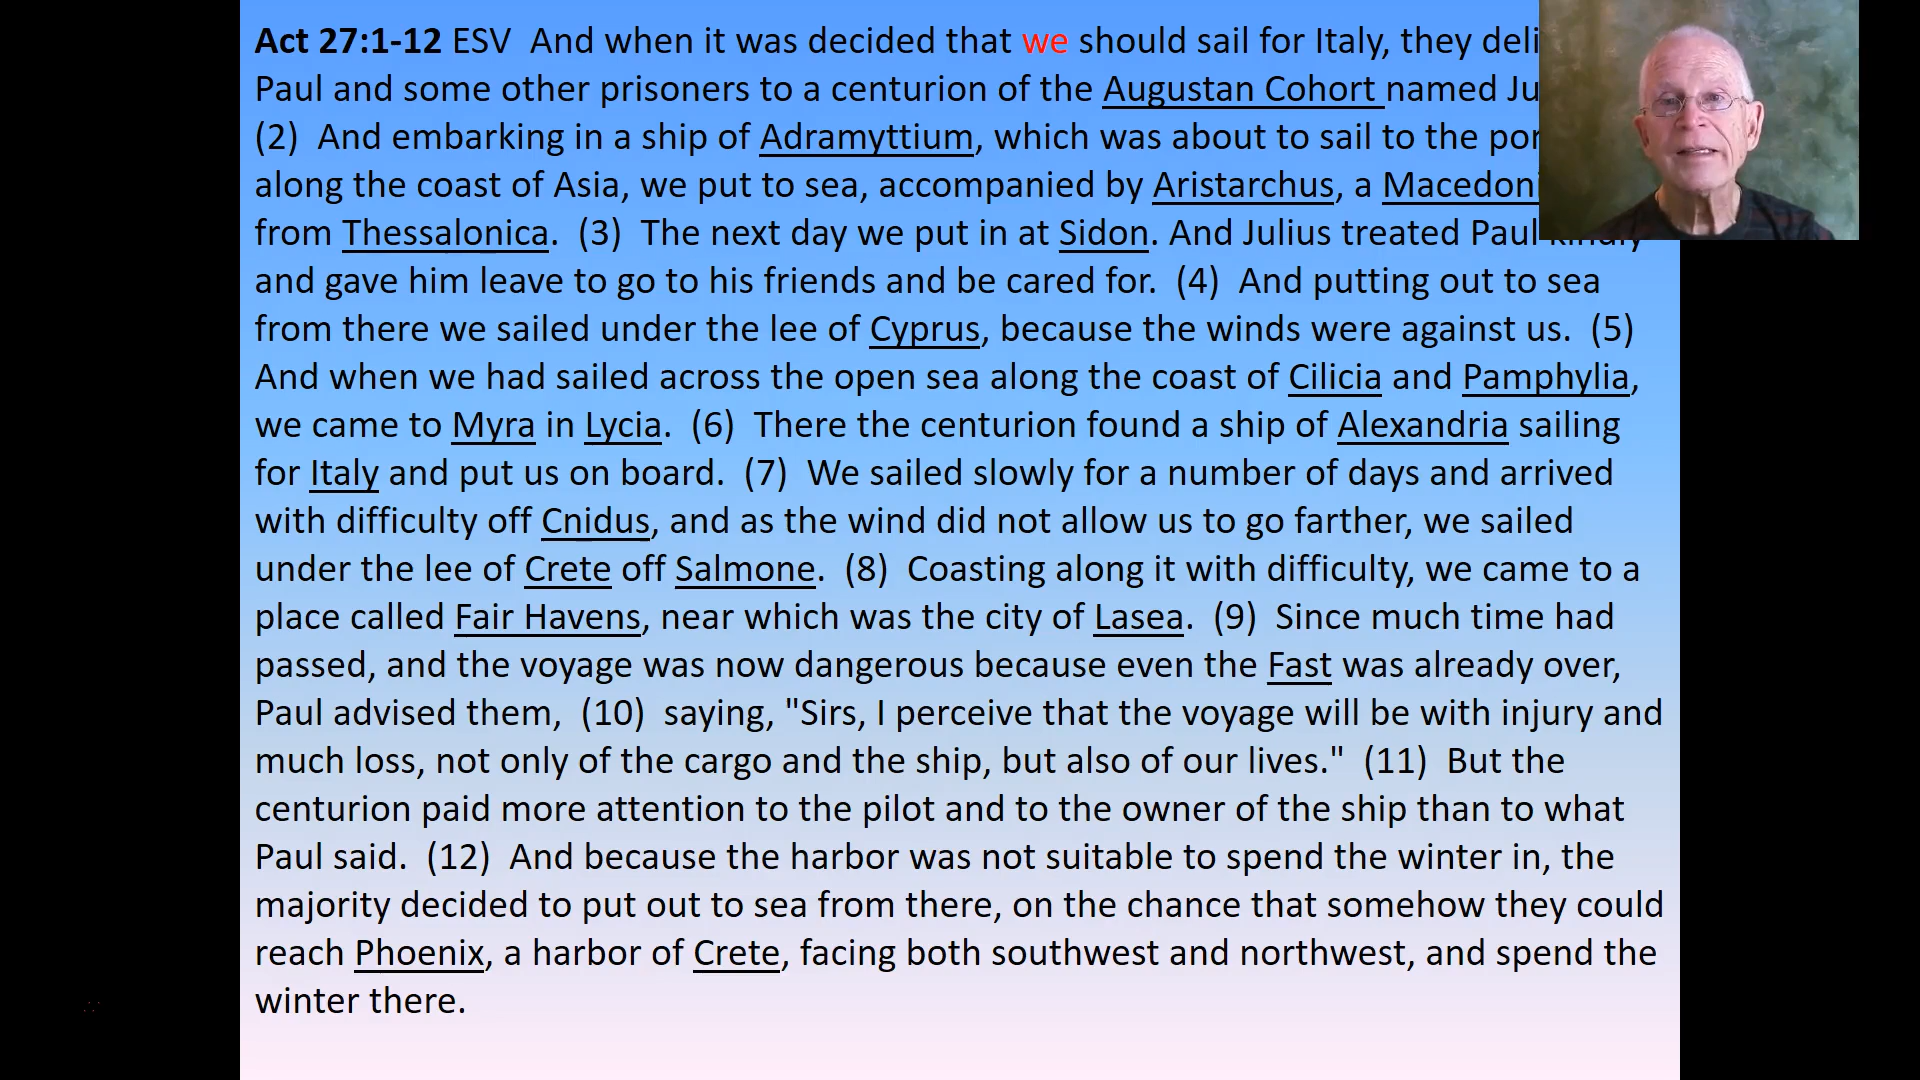 Act 27:1-12 ESV  And when it was decided that we should sail for Italy, they deli
Paul and some other prisoners to a centurion of the Augustan Cohort named Ju
(2)  And embarking in a ship of Adramyttium, which was about to sail to the por
along the coast of Asia, we put to sea, accompanied by Aristarchus, a Macedoni
from Thessalonica.  (3)  The next day we put in at Sidon. And Julius treated Paul
and gave him leave to go to his friends and be cared for.  (4)  And putting out to sea
from there we sailed under the lee of Cyprus, because the winds were against us.  (5)
And when we had sailed across the open sea along the coast of Cilicia and Pamphylia,
we came to Myra in Lycia.  (6)  There the centurion found a ship of Alexandria sailing
for Italy and put us on board.  (7)  We sailed slowly for a number of days and arrived
with difficulty off Cnidus, and as the wind did not allow us to go farther, we sailed
under the lee of Crete off Salmone.  (8)  Coasting along it with difficulty, we came to a
place called Fair Havens, near which was the city of Lasea.  (9)  Since much time had
passed, and the voyage was now dangerous because even the Fast was already over,
Paul advised them,  (10)  saying, "Sirs, I perceive that the voyage will be with injury and
much loss, not only of the cargo and the ship, but also of our lives."  (11)  But the
centurion paid more attention to the pilot and to the owner of the ship than to what
Paul said.  (12)  And because the harbor was not suitable to spend the winter in, the
majority decided to put out to sea from there, on the chance that somehow they could
reach Phoenix, a harbor of Crete, facing both southwest and northwest, and spend the
winter there.